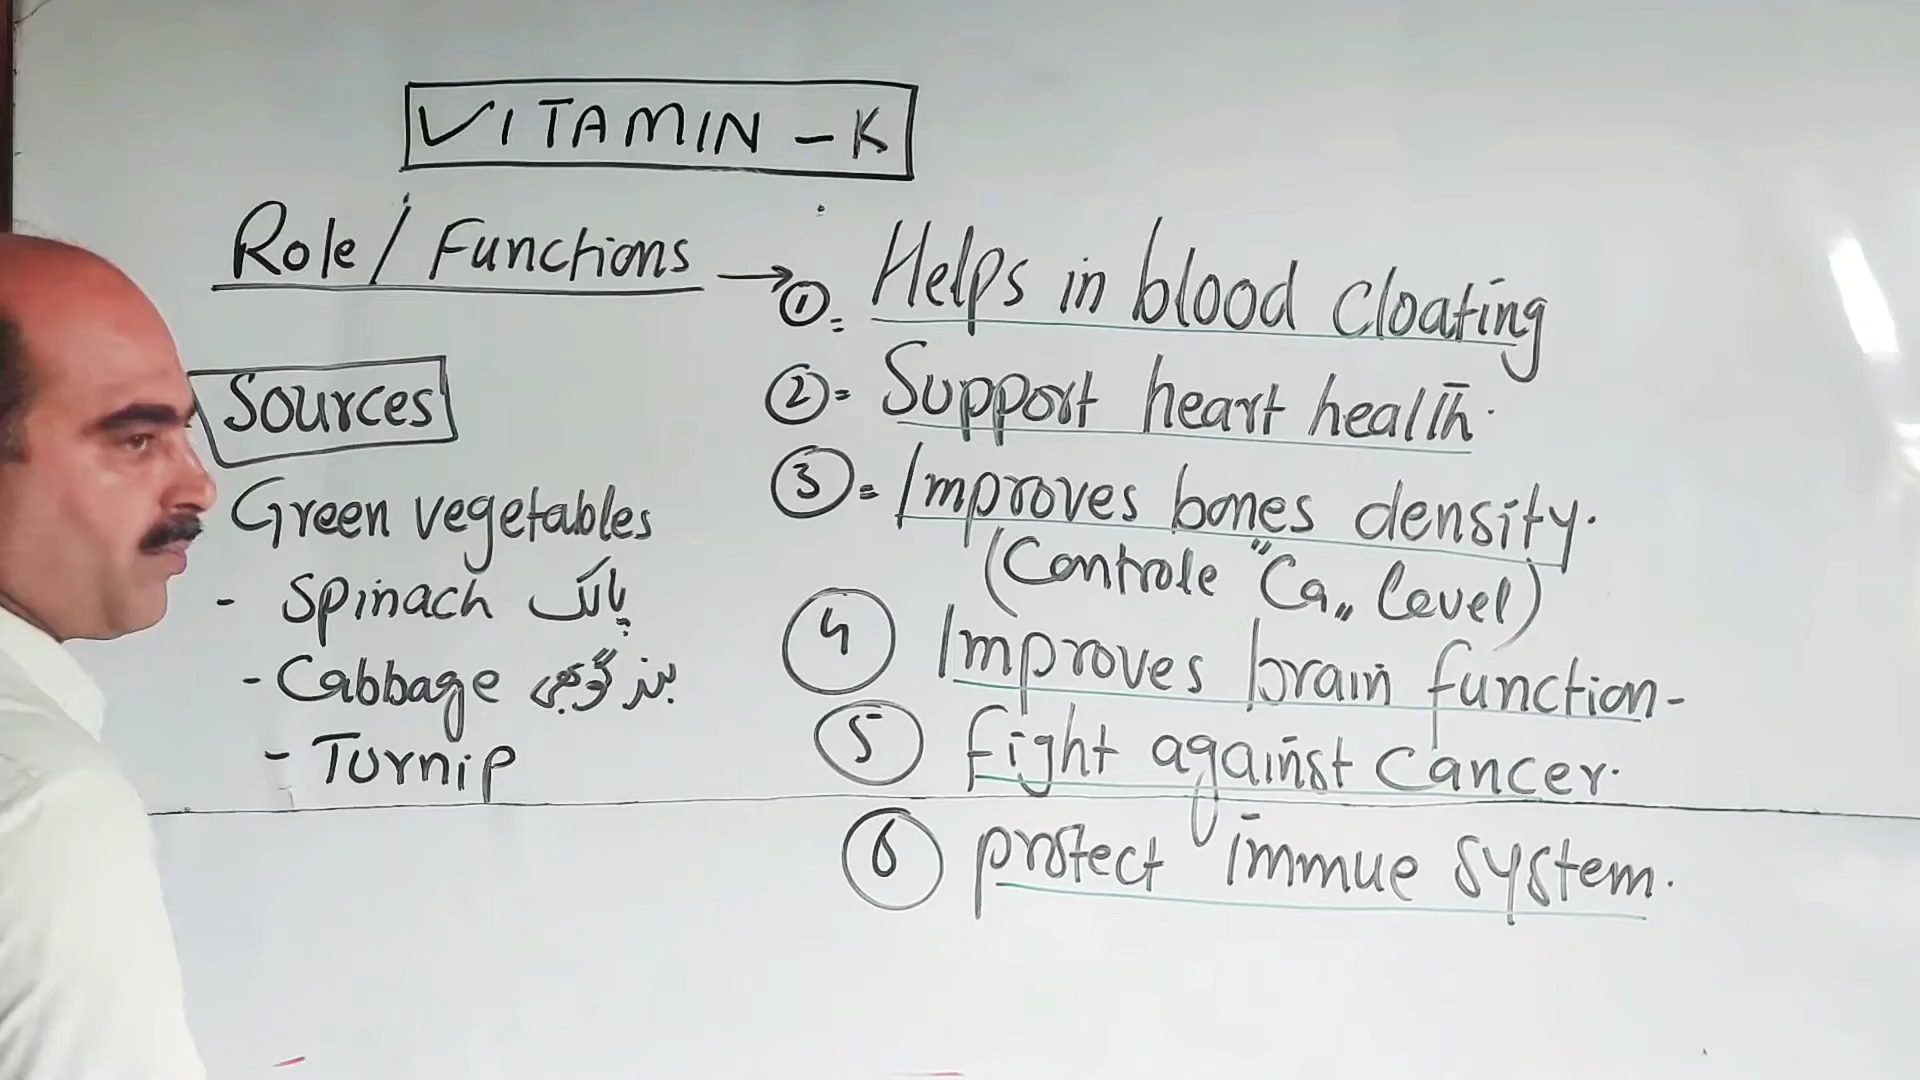 VITAMIN - K
Role / Functions →
①= Helps in blood cloating
②= Support heart health.
③= Improves bones density.
(Controle "Ca„ level)
④ Improves brain function-
⑤ fight against cancer.
⑥ protect immue system.
Sources
Green vegetables
- Spinach پالک
- Cabbage بند گوبھی
- Turnip